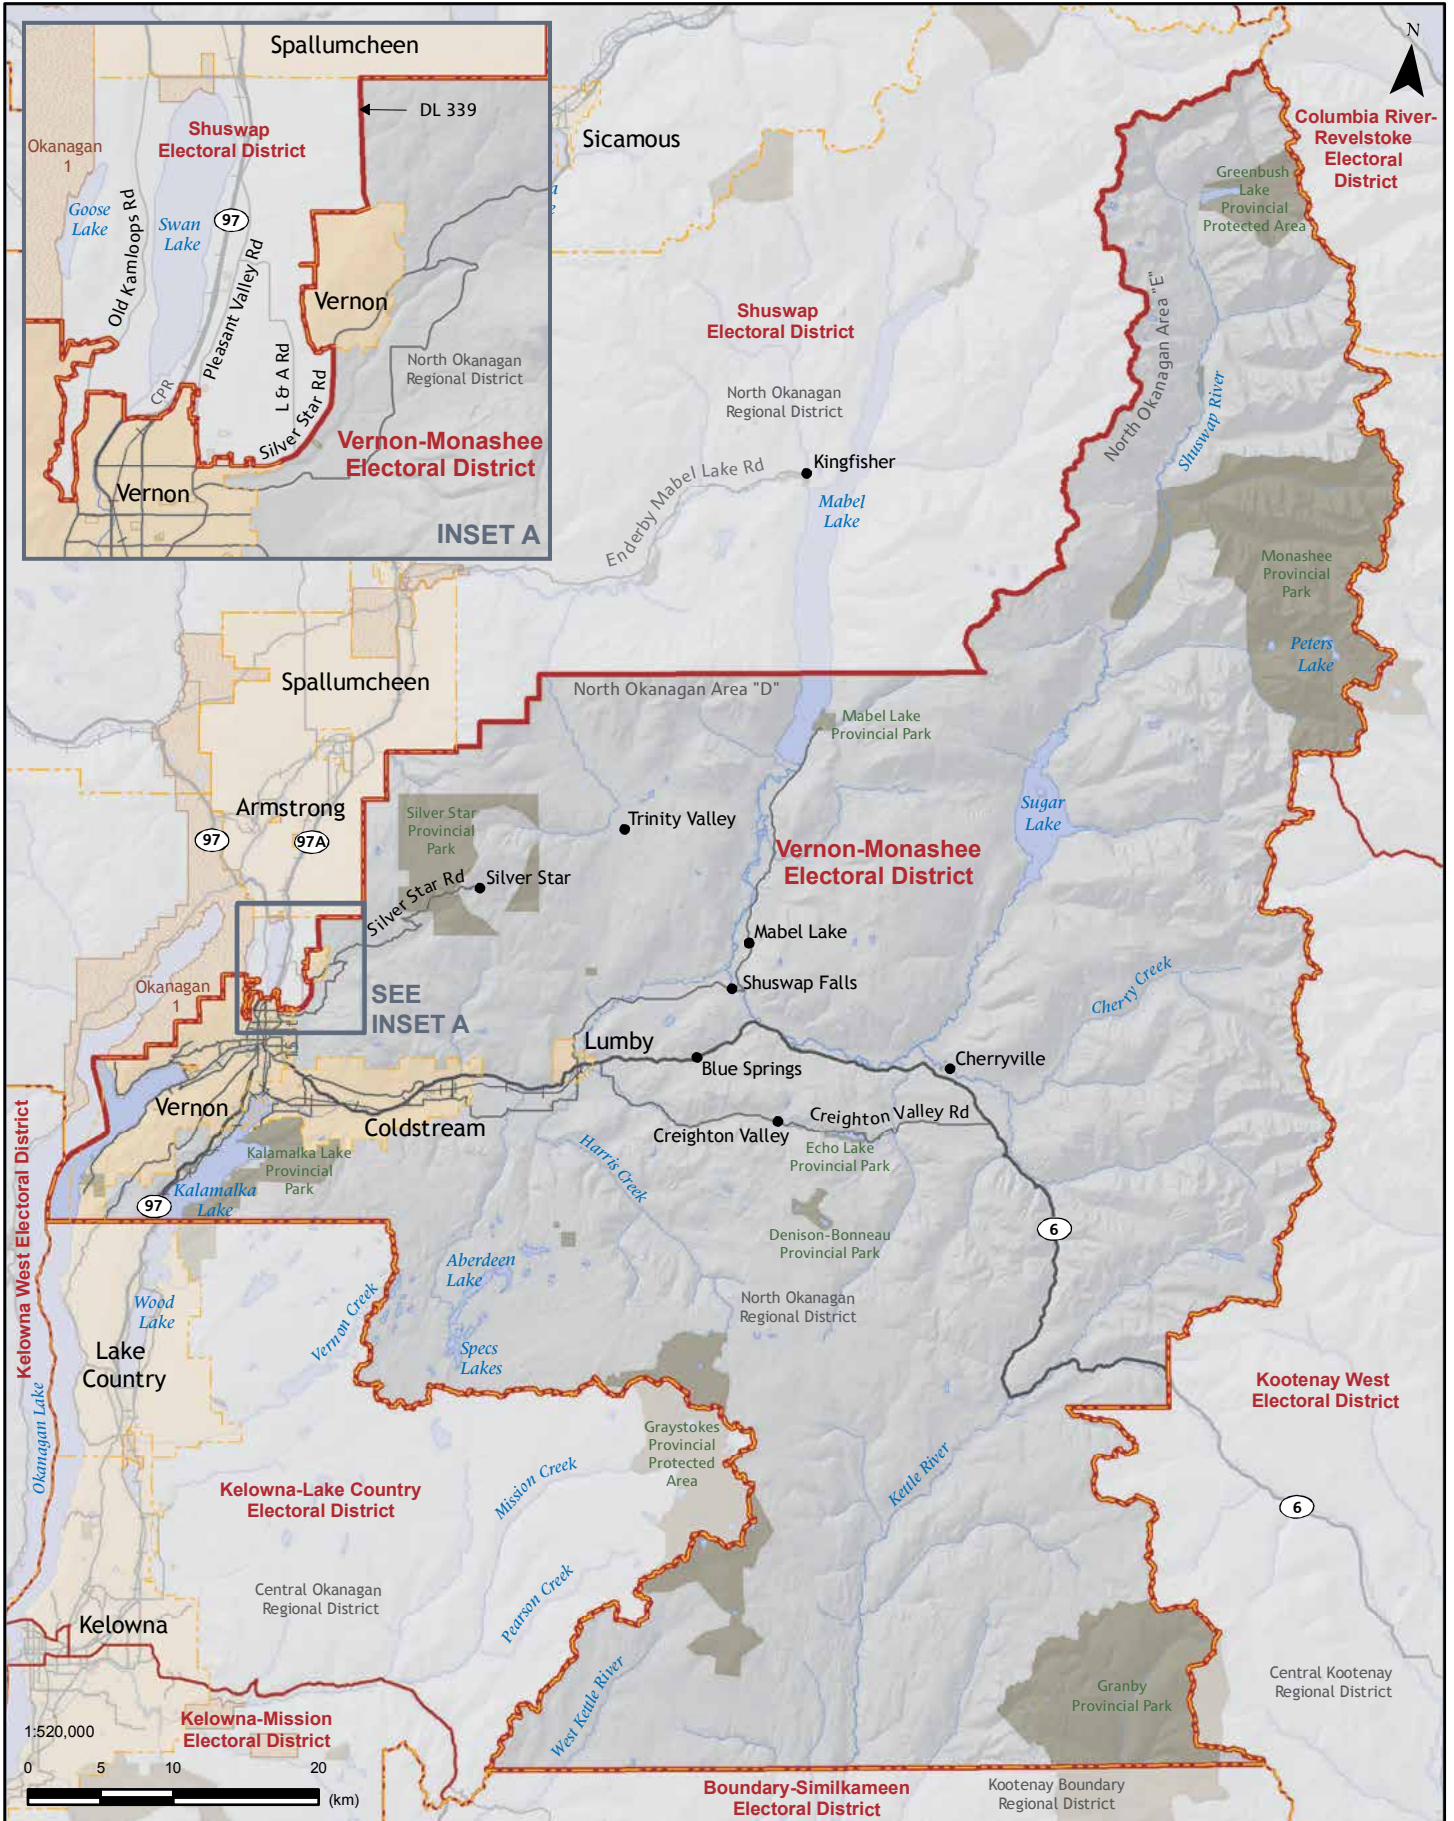 Spallumcheen
DL 339
Shuswap
Electoral District
Okanagan
1
Goose
Lake
Old Kamloops Rd
Swan
Lake
97
Pleasant Valley Rd
Vernon
L & A Rd
CPR
Silver Star Rd
North Okanagan
Regional District
Vernon-Monashee
Electoral District
Vernon
INSET A
N
Sicamous
Columbia River-
Revelstoke
Electoral
District
Greenbush
Lake
Provincial
Protected Area
North Okanagan Area "E"
Shuswap
Electoral District
North Okanagan
Regional District
Shuswap River
Kingfisher
Enderby Mabel Lake Rd
Mabel
Lake
Monashee
Provincial
Park
Peters
Lake
Spallumcheen
North Okanagan Area "D"
Mabel Lake
Provincial Park
Armstrong
97
97A
Silver Star
Provincial
Park
Trinity Valley
Sugar
Lake
Vernon-Monashee
Electoral District
Silver Star Rd
Silver Star
Mabel Lake
Okanagan
1
SEE
INSET A
Shuswap Falls
Cherry Creek
Lumby
Blue Springs
Cherryville
Vernon
Coldstream
Creighton Valley
Creighton Valley Rd
Echo Lake
Provincial Park
Harris Creek
Kalamalka Lake
Provincial
Park
Kalamalka
Lake
97
Kelowna West Electoral District
Denison-Bonneau
Provincial Park
6
Aberdeen
Lake
Vernon Creek
Wood
Lake
North Okanagan
Regional District
Specs
Lakes
Lake
Country
Okanagan Lake
Kootenay West
Electoral District
Graystokes
Provincial
Protected
Area
Mission Creek
Kettle River
Kelowna-Lake Country
Electoral District
6
Central Okanagan
Regional District
Pearson Creek
Kelowna
West Kettle River
Granby
Provincial Park
Central Kootenay
Regional District
Kelowna-Mission
Electoral District
1:520,000
0 5 10 20
(km)
Boundary-Similkameen
Electoral District
Kootenay Boundary
Regional District